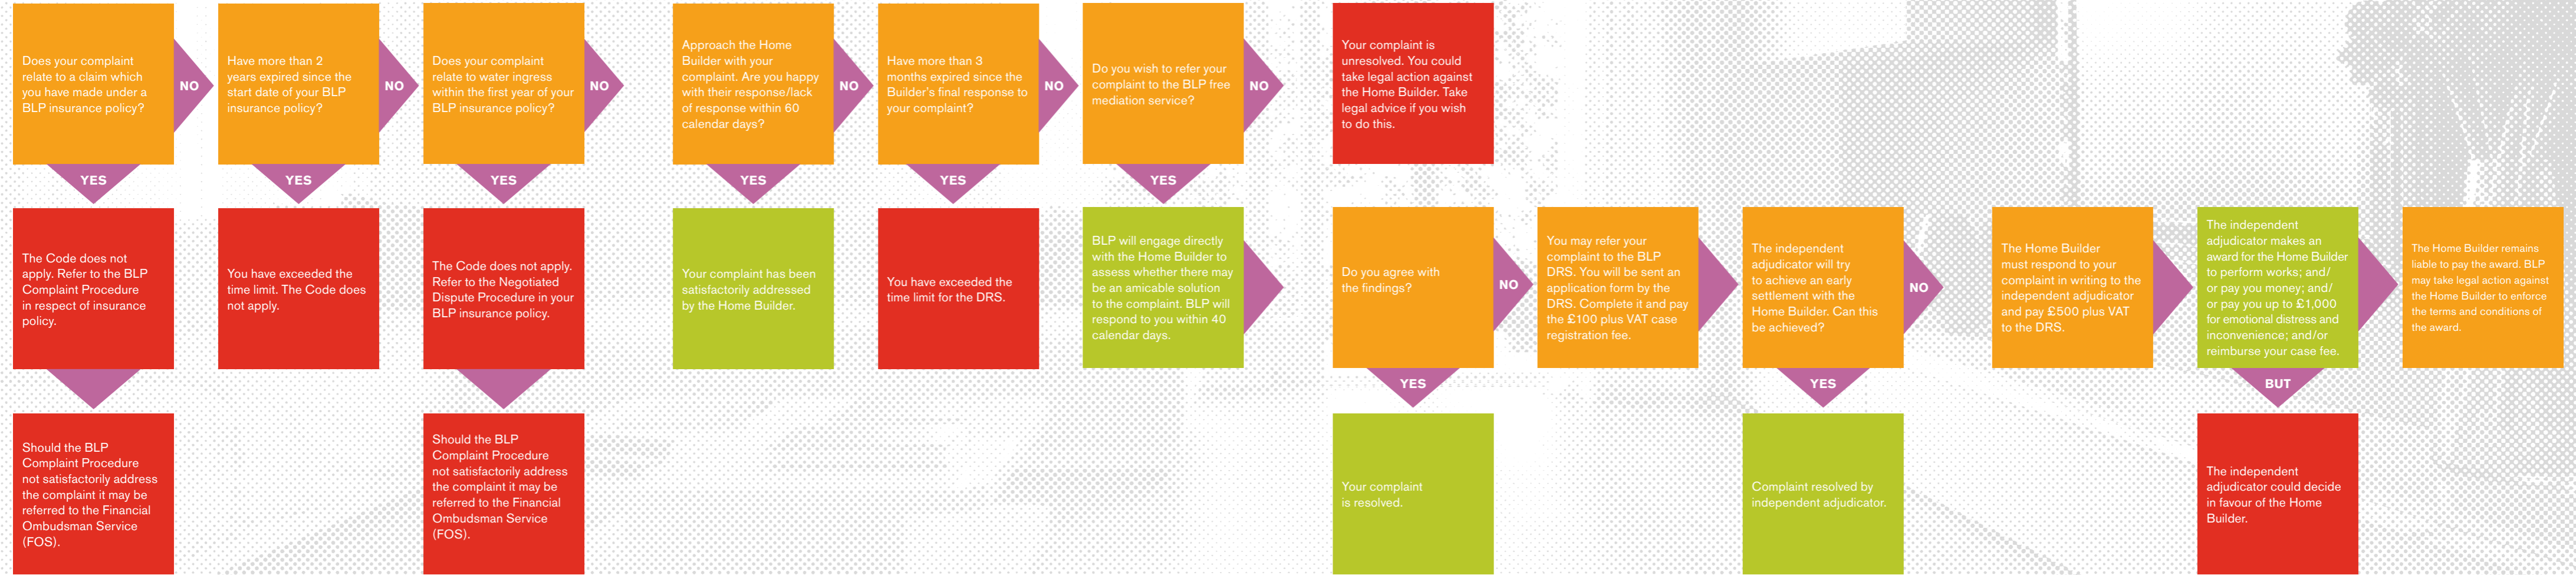 Does your complaint
relate to a claim which
you have made under a
BLP insurance policy?
NO
Have more than 2
years expired since the
start date of your BLP
insurance policy?
NO
Does your complaint
relate to water ingress
within the first year of your
BLP insurance policy?
NO
Approach the Home
Builder with your
complaint. Are you happy
with their response/lack
of response within 60
calendar days?
NO
Have more than 3
months expired since the
Builder's final response to
your complaint?
NO
Do you wish to refer your
complaint to the BLP free
mediation service?
NO
Your complaint is
unresolved. You could
take legal action against
the Home Builder. Take
legal advice if you wish
to do this.
YES
YES
YES
YES
YES
YES
The Code does not
apply. Refer to the BLP
Complaint Procedure
in respect of insurance
policy.
You have exceeded the
time limit. The Code does
not apply.
The Code does not apply.
Refer to the Negotiated
Dispute Procedure in your
BLP insurance policy.
Your complaint has been
satisfactorily addressed
by the Home Builder.
You have exceeded the
time limit for the DRS.
BLP will engage directly
with the Home Builder to
assess whether there may
be an amicable solution
to the complaint. BLP will
respond to you within 40
calendar days.
Do you agree with
the findings?
NO
You may refer your
complaint to the BLP
DRS. You will be sent an
application form by the
DRS. Complete it and pay
the £100 plus VAT case
registration fee.
The independent
adjudicator will try
to achieve an early
settlement with the
Home Builder. Can this
be achieved?
NO
The Home Builder
must respond to your
complaint in writing to the
independent adjudicator
and pay £500 plus VAT
to the DRS.
The independent
adjudicator makes an
award for the Home Builder
to perform works; and/
or pay you money; and/
or pay you up to £1,000
for emotional distress and
inconvenience; and/or
reimburse your case fee.
The Home Builder remains
liable to pay the award. BLP
may take legal action against
the Home Builder to enforce
the terms and conditions of
the award.
YES
YES
BUT
Should the BLP
Complaint Procedure
not satisfactorily address
the complaint it may be
referred to the Financial
Ombudsman Service
(FOS).
Should the BLP
Complaint Procedure
not satisfactorily address
the complaint it may be
referred to the Financial
Ombudsman Service
(FOS).
Your complaint
is resolved.
Complaint resolved by
independent adjudicator.
The independent
adjudicator could decide
in favour of the Home
Builder.